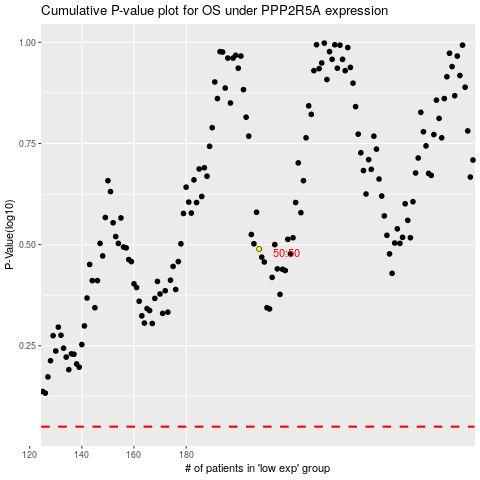 Cumulative P-value plot for OS under PPP2R5A expression
P-Value(log10)
1.00
0.75
0.50
0.25
50:50
120 140 160 180
# of patients in 'low exp' group